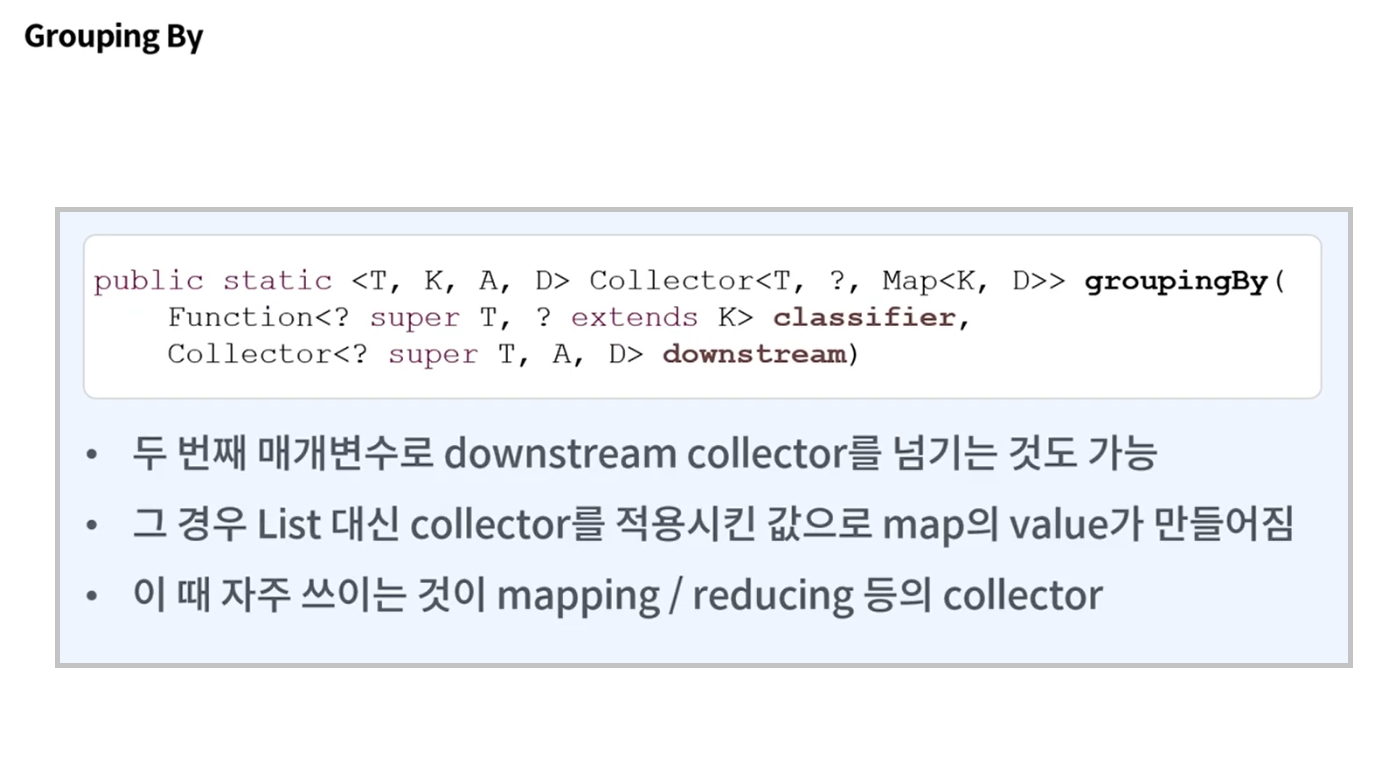 Grouping By
public static <T, K, A, D> Collector<T, ?, Map<K, D>> groupingBy(
Function<? super T, ? extends K> classifier,
Collector<? super T, A, D> downstream)
• 두 번째 매개변수로 downstream collector를 넘기는 것도 가능
• 그 경우 List 대신 collector를 적용시킨 값으로 map의 value가 만들어짐
• 이 때 자주 쓰이는 것이 mapping / reducing 등의 collector